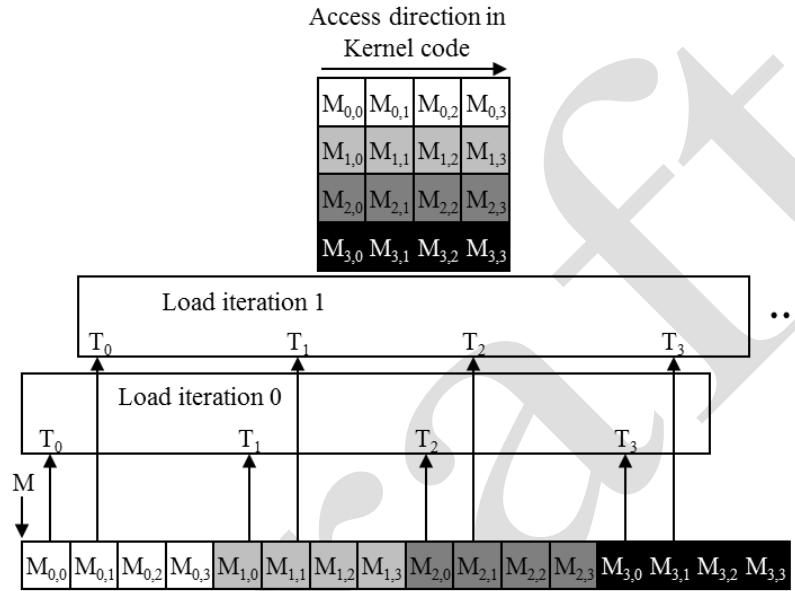 Access direction in
Kernel code
M0,0 M0,1 M0,2 M0,3
M1,0 M1,1 M1,2 M1,3
M2,0 M2,1 M2,2 M2,3
M3,0 M3,1 M3,2 M3,3
Load iteration 1
..
T0 T1 T2 T3
Load iteration 0
T0 T1 T2 T3
M
M0,0 M0,1 M0,2 M0,3 M1,0 M1,1 M1,2 M1,3 M2,0 M2,1 M2,2 M2,3 M3,0 M3,1 M3,2 M3,3
raft